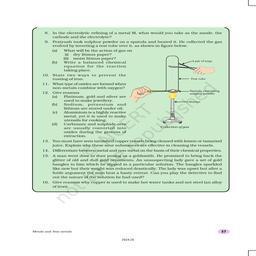 8. In the electrolytic refining of a metal M, what would you take as the anode, the
cathode and the electrolyte?
9. Pratyush took sulphur powder on a spatula and heated it. He collected the gas
evolved by inverting a test tube over it, as shown in figure below.
(a) What will be the action of gas on
(i) dry litmus paper?
(ii) moist litmus paper?
(b) Write a balanced chemical
equation for the reaction
taking place.
10. State two ways to prevent the
rusting of iron.
11. What type of oxides are formed when
non-metals combine with oxygen?
12. Give reasons
(a) Platinum, gold and silver are
used to make jewellery.
(b) Sodium, potassium and
lithium are stored under oil.
(c) Aluminium is a highly reactive
metal, yet it is used to make
utensils for cooking.
(d) Carbonate and sulphide ores
are usually converted into
oxides during the process of
extraction.
Test tube
Collection of gas
13. You must have seen tarnished copper vessels being cleaned with lemon or tamarind
juice. Explain why these sour substances are effective in cleaning the vessels.
14. Differentiate between metal and non-metal on the basis of their chemical properties.
15. A man went door to door posing as a goldsmith. He promised to bring back the
glitter of old and dull gold ornaments. An unsuspecting lady gave a set of gold
bangles to him which he dipped in a particular solution. The bangles sparkled
like new but their weight was reduced drastically. The lady was upset but after a
futile argument the man beat a hasty retreat. Can you play the detective to find
out the nature of the solution he had used?
16. Give reasons why copper is used to make hot water tanks and not steel (an alloy
of iron).
Metals and Non-metals
57
2024-25